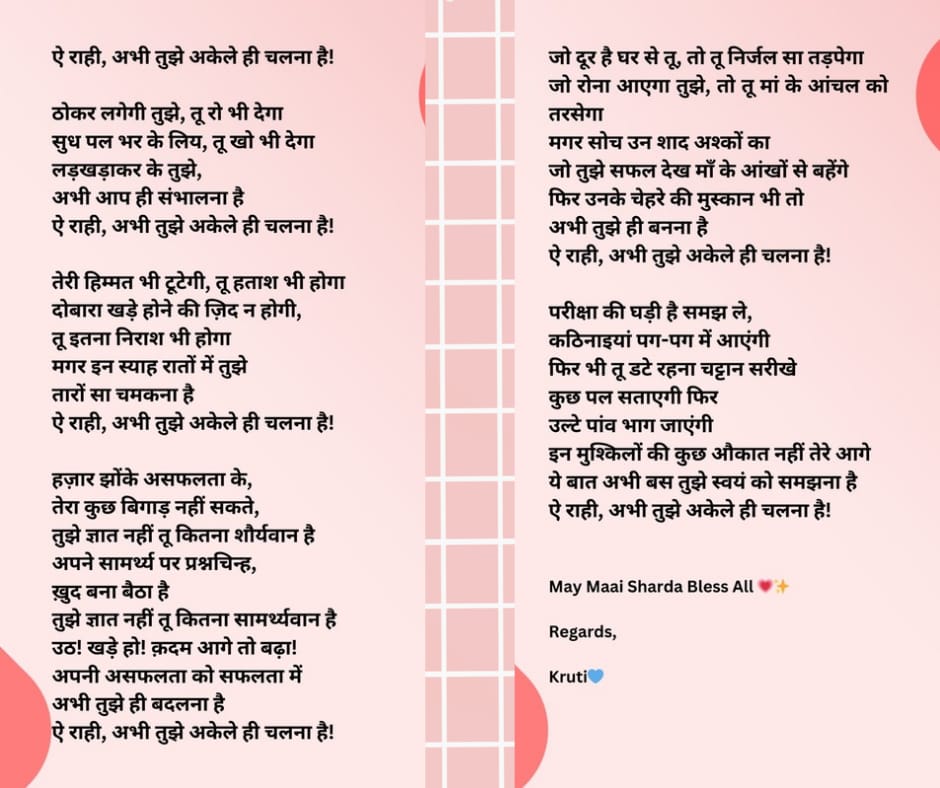 ऐ राही, अभी तुझे अकेले ही चलना है!
ठोकर लगेगी तुझे, तू रो भी देगा
सुध पल भर के लिय, तू खो भी देगा
लड़खड़ाकर के तुझे,
अभी आप ही संभालना है
ऐ राही, अभी तुझे अकेले ही चलना है!
तेरी हिम्मत भी टूटेगी, तू हताश भी होगा
दोबारा खड़े होने की ज़िद न होगी,
तू इतना निराश भी होगा
मगर इन स्याह रातों में तुझे
तारों सा चमकना है
ऐ राही, अभी तुझे अकेले ही चलना है!
हज़ार झोंके असफलता के,
तेरा कुछ बिगाड़ नहीं सकते,
तुझे ज्ञात नहीं तू कितना शौर्यवान है
अपने सामर्थ्य पर प्रश्नचिन्ह,
ख़ुद बना बैठा है
तुझे ज्ञात नहीं तू कितना सामर्थ्यवान है
उठ! खड़े हो! क़दम आगे तो बढ़ा!
अपनी असफलता को सफलता में
अभी तुझे ही बदलना है
ऐ राही, अभी तुझे अकेले ही चलना है!
जो दूर है घर से तू, तो तू निर्जल सा तड़पेगा
जो रोना आएगा तुझे, तो तू मां के आंचल को
तरसेगा
मगर सोच उन शाद अश्कों का
जो तुझे सफल देख माँ के आंखों से बहेंगे
फिर उनके चेहरे की मुस्कान भी तो
अभी तुझे ही बनना है
ऐ राही, अभी तुझे अकेले ही चलना है!
परीक्षा की घड़ी है समझ ले,
कठिनाइयां पग-पग में आएंगी
फिर भी तू डटे रहना चट्टान सरीखे
कुछ पल सताएगी फिर
उल्टे पांव भाग जाएंगी
इन मुश्किलों की कुछ औकात नहीं तेरे आगे
ये बात अभी बस तुझे स्वयं को समझना है
ऐ राही, अभी तुझे अकेले ही चलना है!
May Maai Sharda Bless All 💗✨
Regards,
Kruti💙